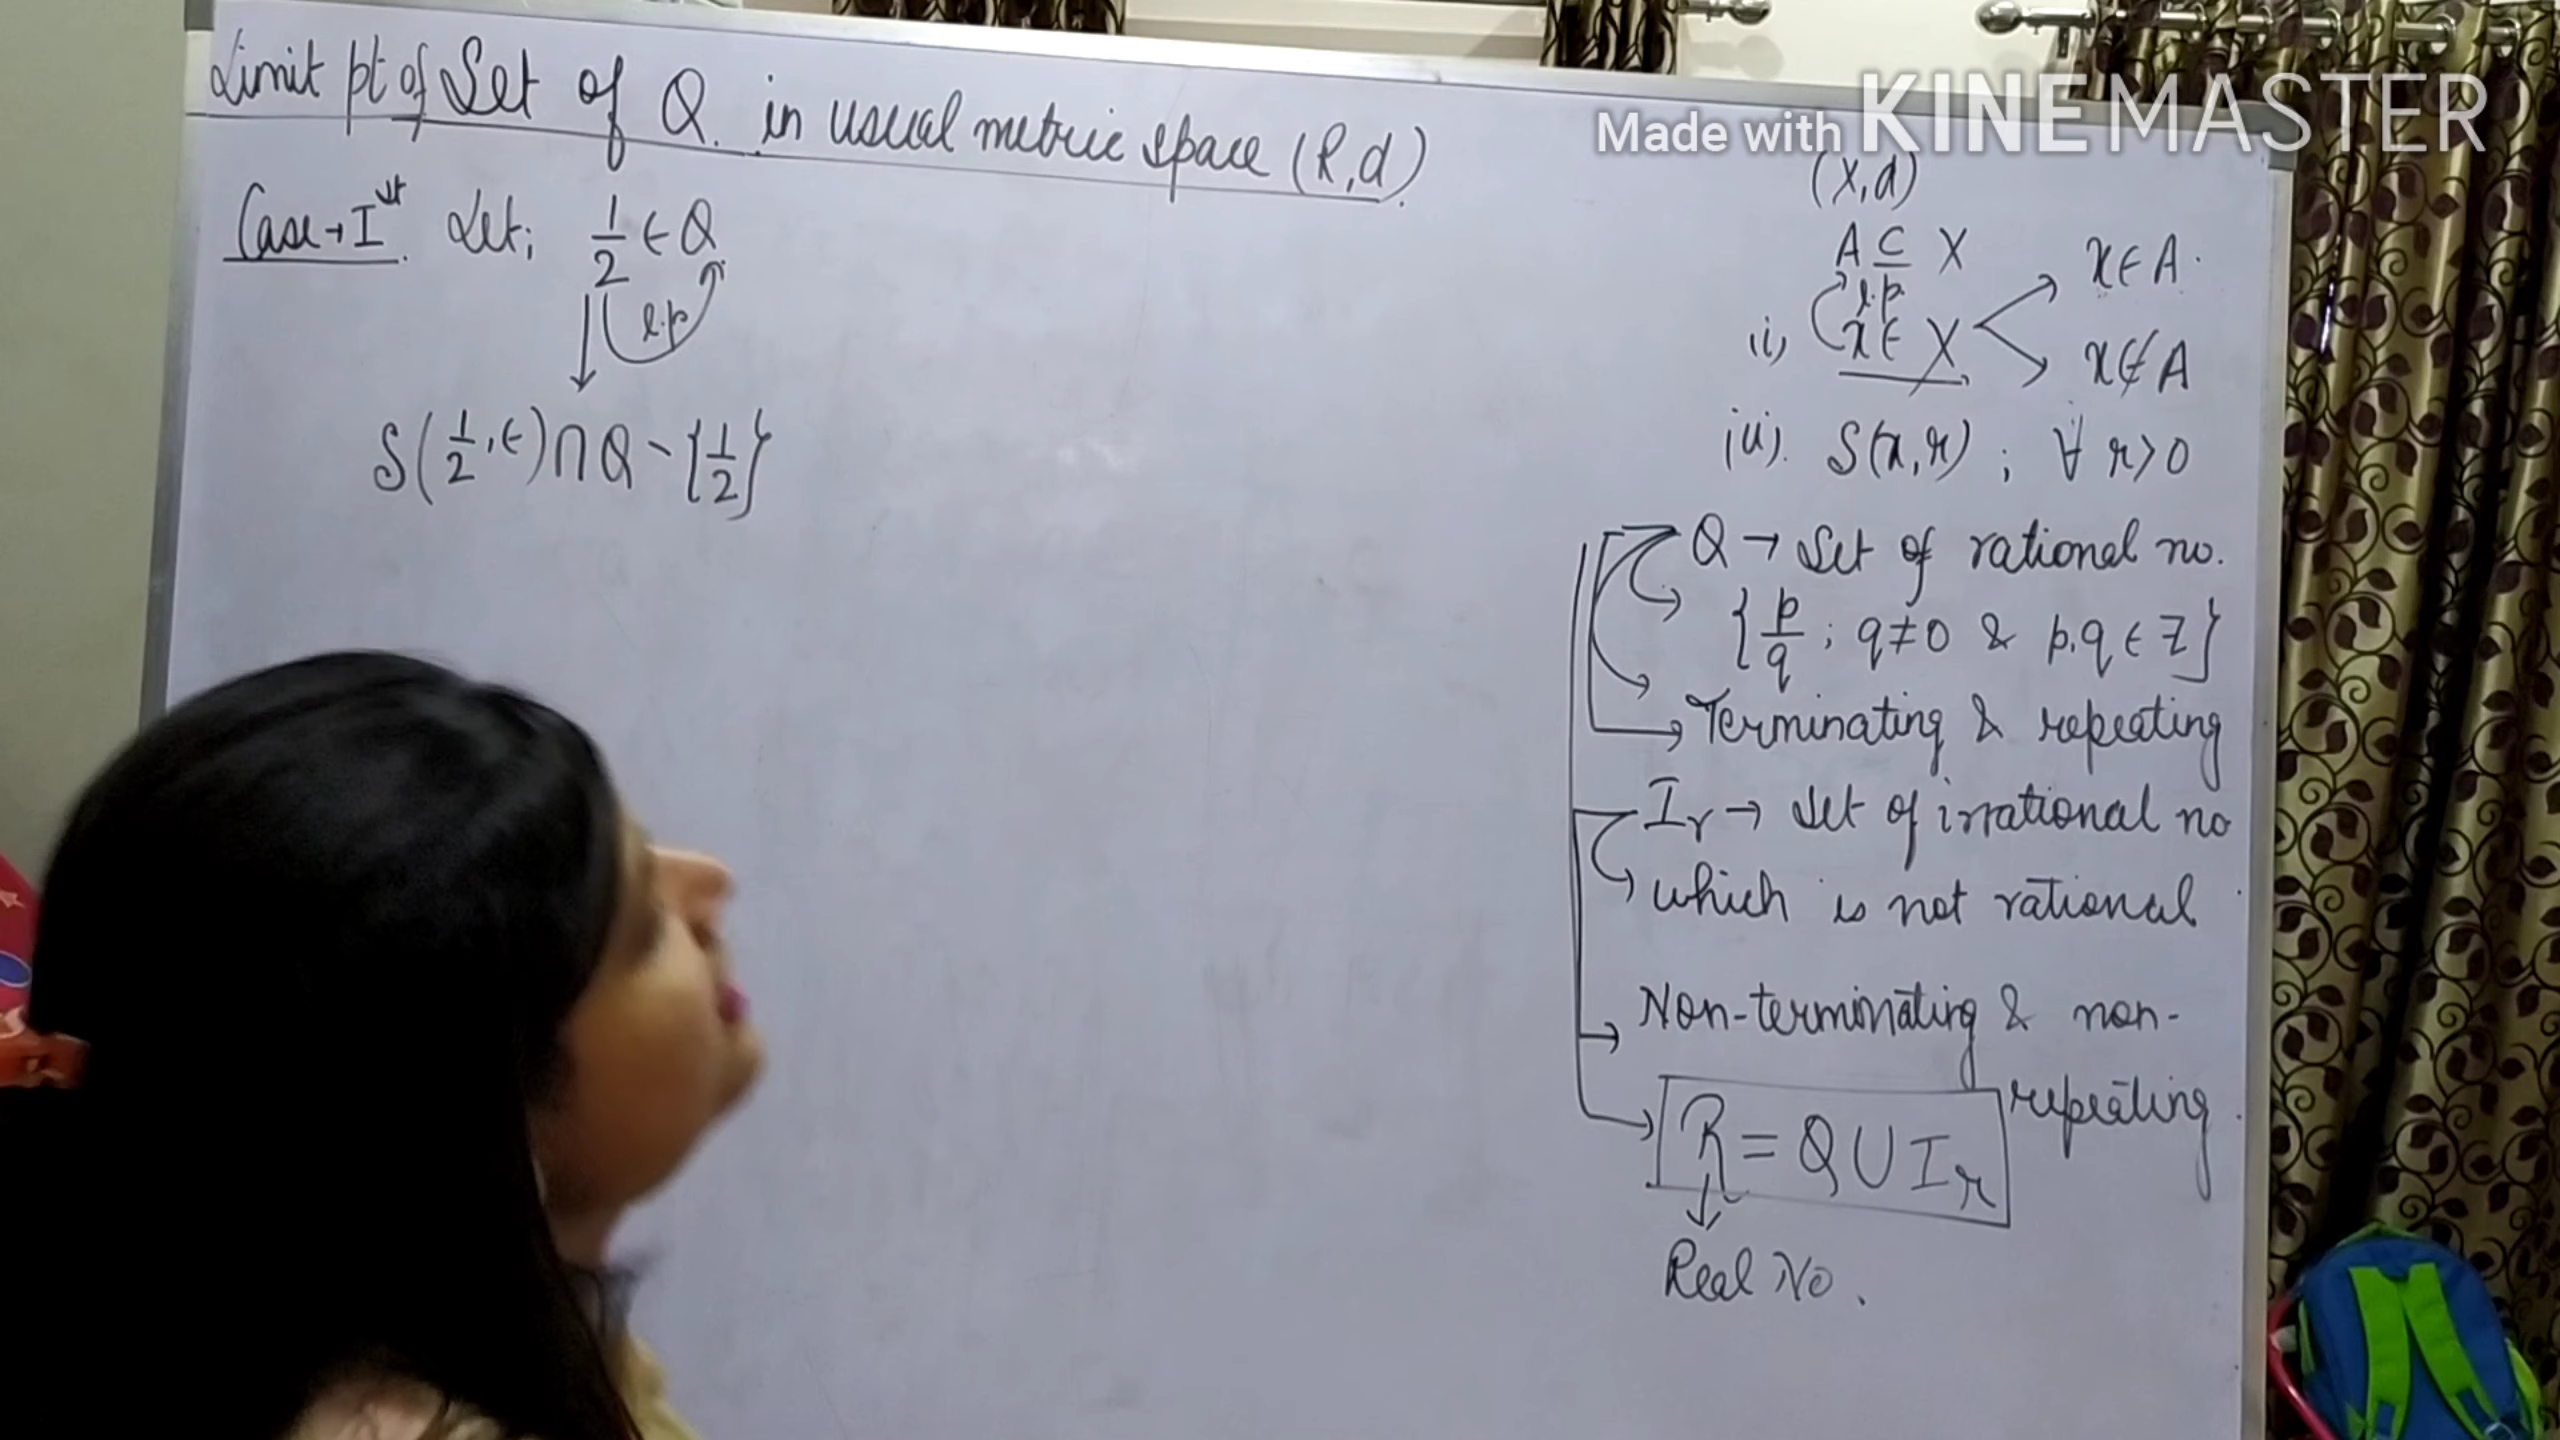 Limit pt of Set of Q in usual metric space (R,d).
Case→Ist. Let; 1/2 ∈ Q
l.p
S(1/2, ∈) ∩ Q - {1/2}
Made with KINEMASTER
(X,d)
A ⊆ X
l.p.
i) x ∈ X
x ∈ A.
x ∉ A
ii). S(x,r) ; ∀ r>0
Q → Set of rational no.
{p/q ; q≠0 & p,q ∈ Z}
Terminating & repeating
Ir → Set of irrational no
which is not rational
Non-terminating & non-
repeating.
R = Q ∪ Ir
Real No.